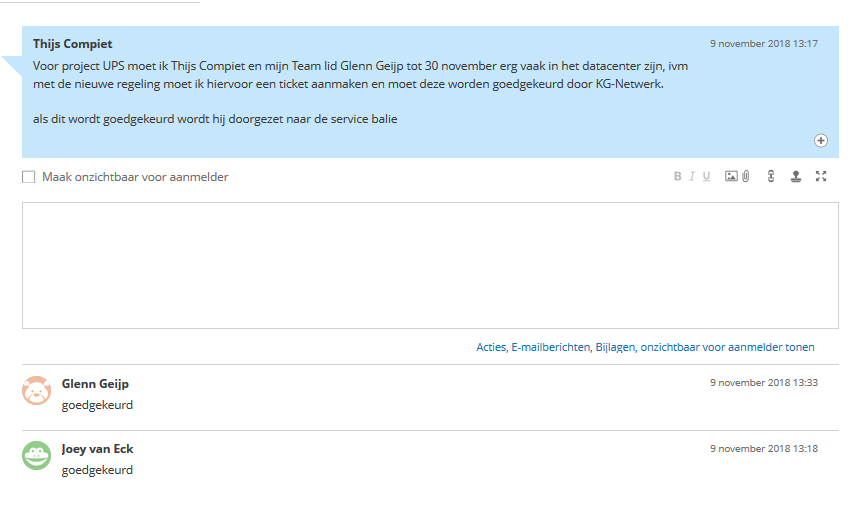 Thijs Compiet
9 november 2018 13:17
Voor project UPS moet ik Thijs Compiet en mijn Team lid Glenn Geijp tot 30 november erg vaak in het datacenter zijn, ivm
met de nieuwe regeling moet ik hiervoor een ticket aanmaken en moet deze worden goedgekeurd door KG-Netwerk.
als dit wordt goedgekeurd wordt hij doorgezet naar de service balie
Maak onzichtbaar voor aanmelder
B I U
Acties, E-mailberichten, Bijlagen, onzichtbaar voor aanmelder tonen
Glenn Geijp
9 november 2018 13:33
goedgekeurd
Joey van Eck
9 november 2018 13:18
goedgekeurd